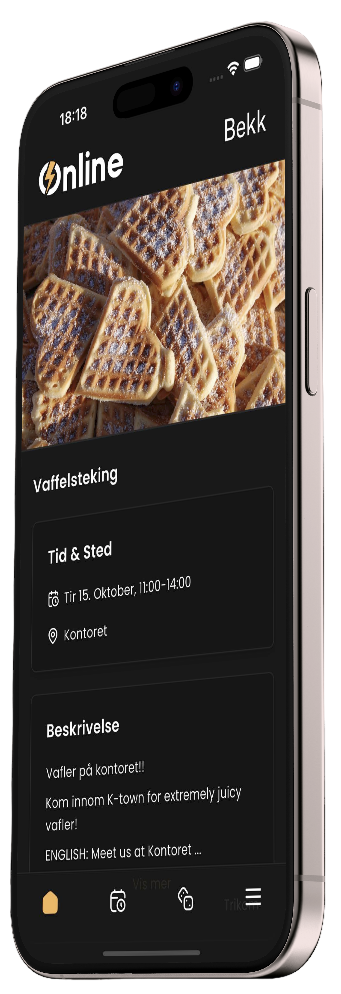 18:18
Online
Bekk
Vaffelsteking
Tid & Sted
Tir 15. Oktober, 11:00-14:00
Kontoret
Beskrivelse
Vafler på kontoret!!
Kom innom K-town for extremely juicy
vafler!
ENGLISH: Meet us at Kontoret ...
Vis mer